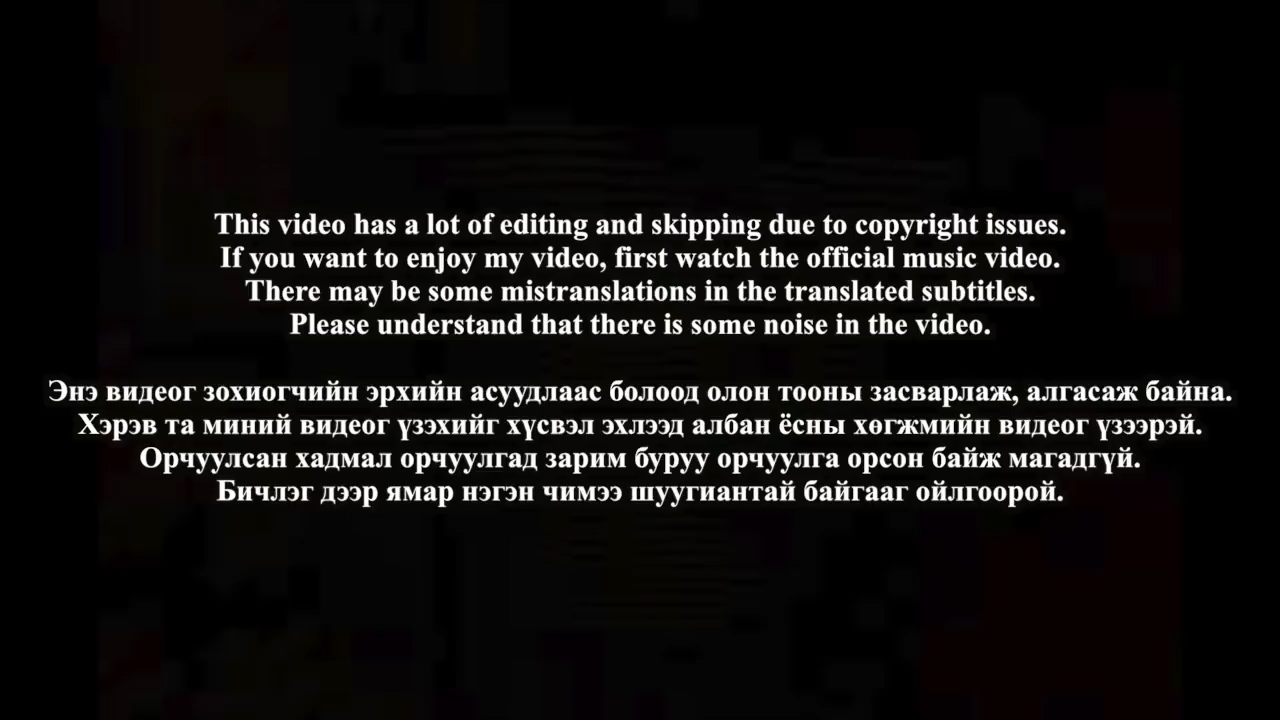 This video has a lot of editing and skipping due to copyright issues.
If you want to enjoy my video, first watch the official music video.
There may be some mistranslations in the translated subtitles.
Please understand that there is some noise in the video.
Энэ видеог зохиогчийн эрхийн асуудлаас болоод олон тооны засварлаж, алгасаж байна.
Хэрэв та миний видеог үзэхийг хүсвэл эхлээд албан ёсны хөгжмийн видеог үзээрэй.
Орчуулсан хадмал орчуулгад зарим буруу орчуулга орсон байж магадгүй.
Бичлэг дээр ямар нэгэн чимээ шуугиантай байгааг ойлгоорой.